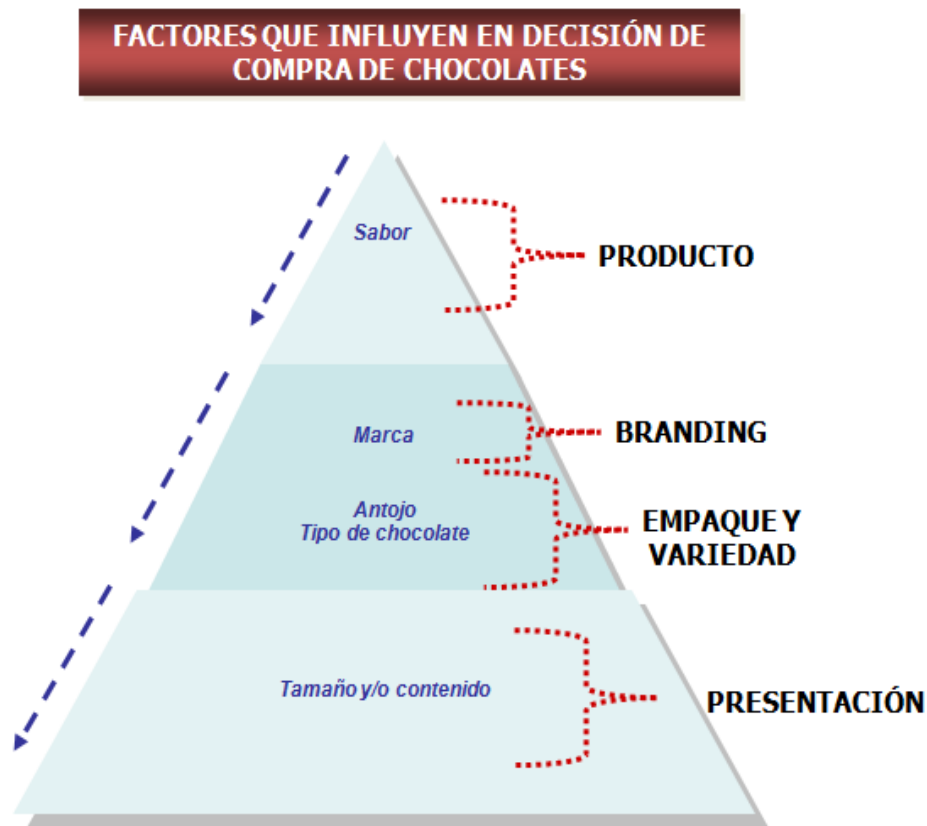 FACTORES QUE INFLUYEN EN DECISIÓN DE
COMPRA DE CHOCOLATES
Sabor
PRODUCTO
Marca
BRANDING
Antojo
Tipo de chocolate
EMPAQUE Y
VARIEDAD
Tamaño y/o contenido
PRESENTACIÓN